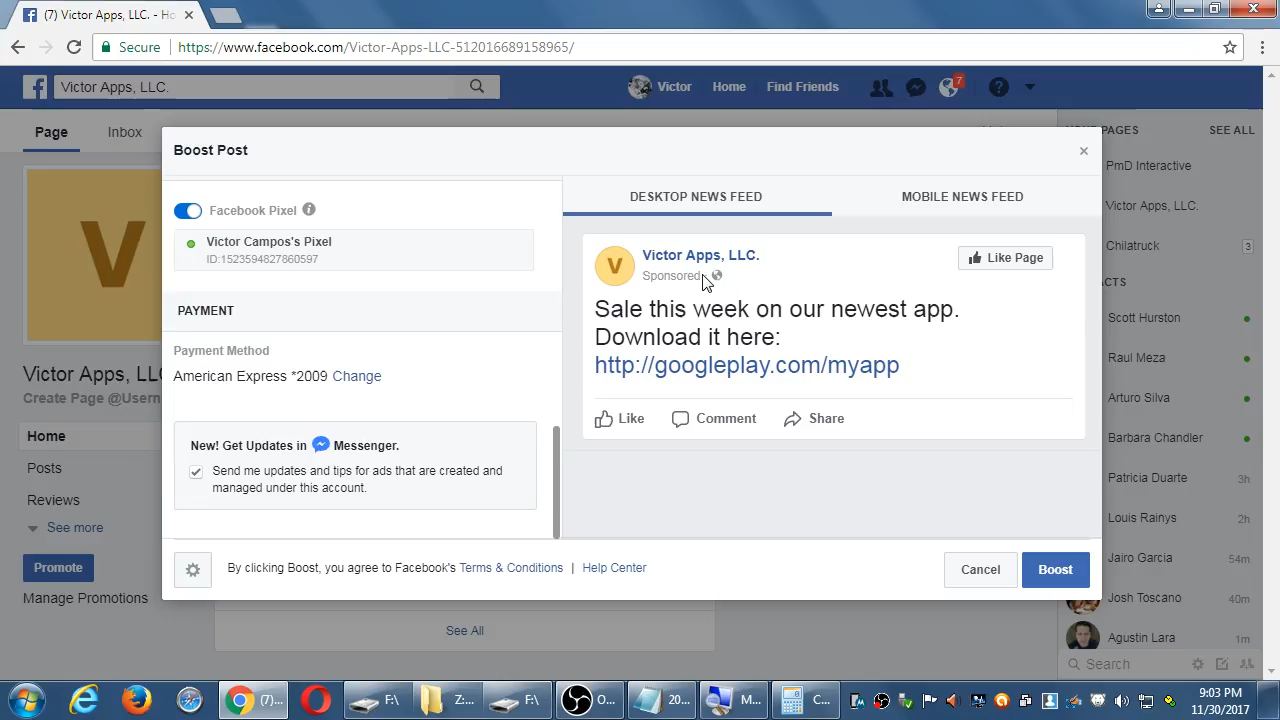 (7) Victor Apps, LLC. - Ho
Secure
https://www.facebook.com/Victor-Apps-LLC-512016689158965/
Victor Apps, LLC.
Victor
Home
Find Friends
7
Page
Inbox
PAGES
SEE ALL
PmD Interactive
Victor Apps, LLC.
Chilatruck
3
Scott Hurston
Raul Meza
Arturo Silva
Barbara Chandler
Patricia Duarte
3h
Louis Rainys
2h
Jairo Garcia
54m
Josh Toscano
40m
Agustin Lara
1m
Search
V
Victor Apps, LLC
Create Page @Usern
Home
Posts
Reviews
See more
Promote
Manage Promotions
See All
Boost Post
Facebook Pixel
Victor Campos's Pixel
ID:1523594827860597
PAYMENT
Payment Method
American Express *2009 Change
New! Get Updates in Messenger.
Send me updates and tips for ads that are created and
managed under this account.
DESKTOP NEWS FEED
MOBILE NEWS FEED
V
Victor Apps, LLC.
Sponsored
Like Page
Sale this week on our newest app.
Download it here:
http://googleplay.com/myapp
Like
Comment
Share
By clicking Boost, you agree to Facebook's Terms & Conditions | Help Center
Cancel
Boost
(7)...
F:\
Z:...
F:\
O...
20...
M...
C...
9:03 PM
11/30/2017